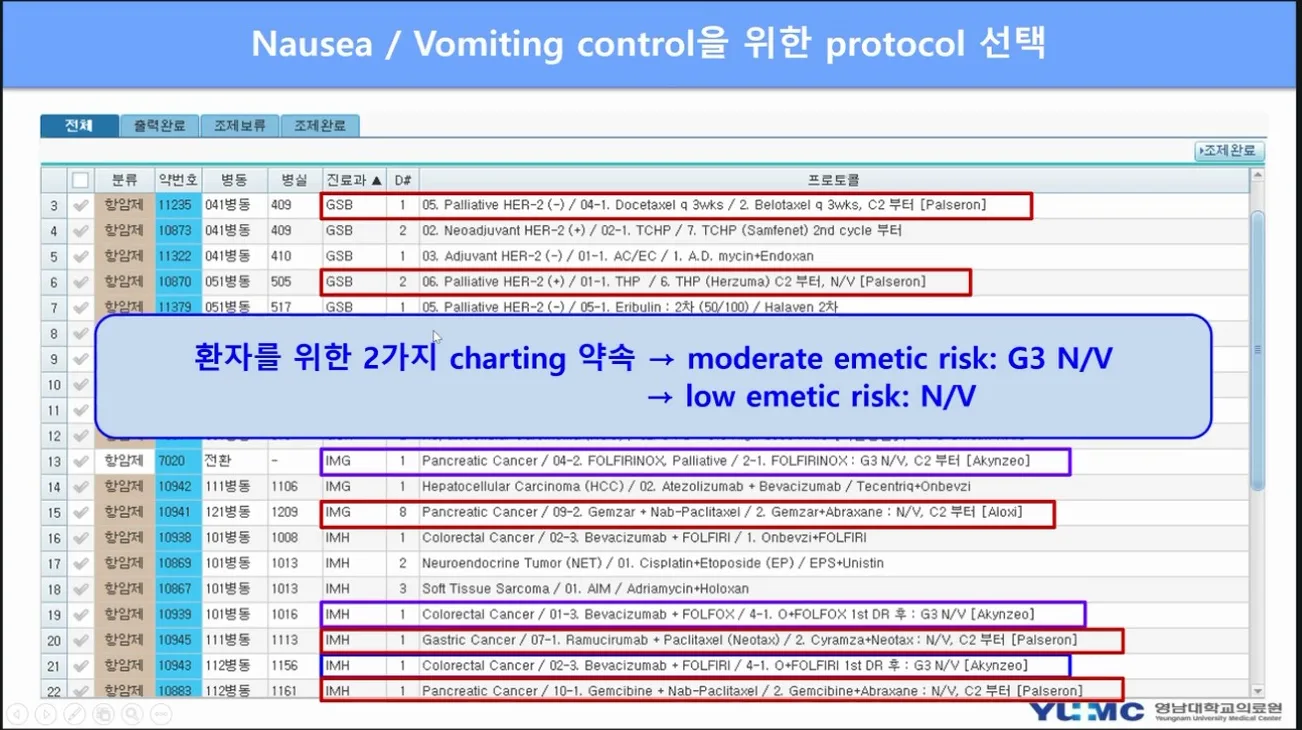 Nausea / Vomiting control을 위한 protocol 선택
전체 출력완료 조제보류 조제완료
조제완료
분류 약번호 병동 병실 진료과 ▲ D# 프로토콜
3 항암제 11235 041병동 409 GSB 1 05. Palliative HER-2 (-) / 04-1. Docetaxel q 3wks / 2. Belotaxel q 3wks, C2 부터 [Palseron]
4 항암제 10873 041병동 409 GSB 2 02. Neoadjuvant HER-2 (+) / 02-1. TCHP / 7. TCHP (Samfenet) 2nd cycle 부터
5 항암제 11322 041병동 410 GSB 1 03. Adjuvant HER-2 (-) / 01-1. AC/EC / 1. A.D. mycin+Endoxan
6 항암제 10870 051병동 505 GSB 2 06. Palliative HER-2 (+) / 01-1. THP / 6. THP (Herzuma) C2 부터, N/V [Palseron]
7 항암제 11379 051병동 517 GSB 1 05. Palliative HER-2 (-) / 05-1. Eribulin : 2차 (50/100) / Halaven 2차
8
9
10
11
12
환자를 위한 2가지 charting 약속 → moderate emetic risk: G3 N/V
→ low emetic risk: N/V
13 항암제 7020 전환 - IMG 1 Pancreatic Cancer / 04-2. FOLFIRINOX, Palliative / 2-1. FOLFIRINOX : G3 N/V, C2 부터 [Akynzeo]
14 항암제 10942 111병동 1106 IMG 1 Hepatocellular Carcinoma (HCC) / 02. Atezolizumab + Bevacizumab / Tecentriq+Onbevzi
15 항암제 10941 121병동 1209 IMG 8 Pancreatic Cancer / 09-2. Gemzar + Nab-Paclitaxel / 2. Gemzar+Abraxane : N/V, C2 부터 [Aloxi]
16 항암제 10938 101병동 1008 IMH 1 Colorectal Cancer / 02-3. Bevacizumab + FOLFIRI / 1. Onbevzi+FOLFIRI
17 항암제 10869 101병동 1013 IMH 2 Neuroendocrine Tumor (NET) / 01. Cisplatin+Etoposide (EP) / EPS+Unistin
18 항암제 10867 101병동 1013 IMH 3 Soft Tissue Sarcoma / 01. AIM / Adriamycin+Holoxan
19 항암제 10939 101병동 1016 IMH 1 Colorectal Cancer / 01-3. Bevacizumab + FOLFOX / 4-1. O+FOLFOX 1st DR 후 : G3 N/V [Akynzeo]
20 항암제 10945 111병동 1113 IMH 1 Gastric Cancer / 07-1. Ramucirumab + Paclitaxel (Neotax) / 2. Cyramza+Neotax : N/V, C2 부터 [Palseron]
21 항암제 10943 112병동 1156 IMH 1 Colorectal Cancer / 02-3. Bevacizumab + FOLFIRI / 4-1. O+FOLFIRI 1st DR 후 : G3 N/V [Akynzeo]
22 항암제 10883 112병동 1161 IMH 1 Pancreatic Cancer / 10-1. Gemcibine + Nab-Paclitaxel / 2. Gemcibine+Abraxane : N/V, C2 부터 [Palseron]
YUMC 영남대학교의료원
Yeungnam University Medical Center